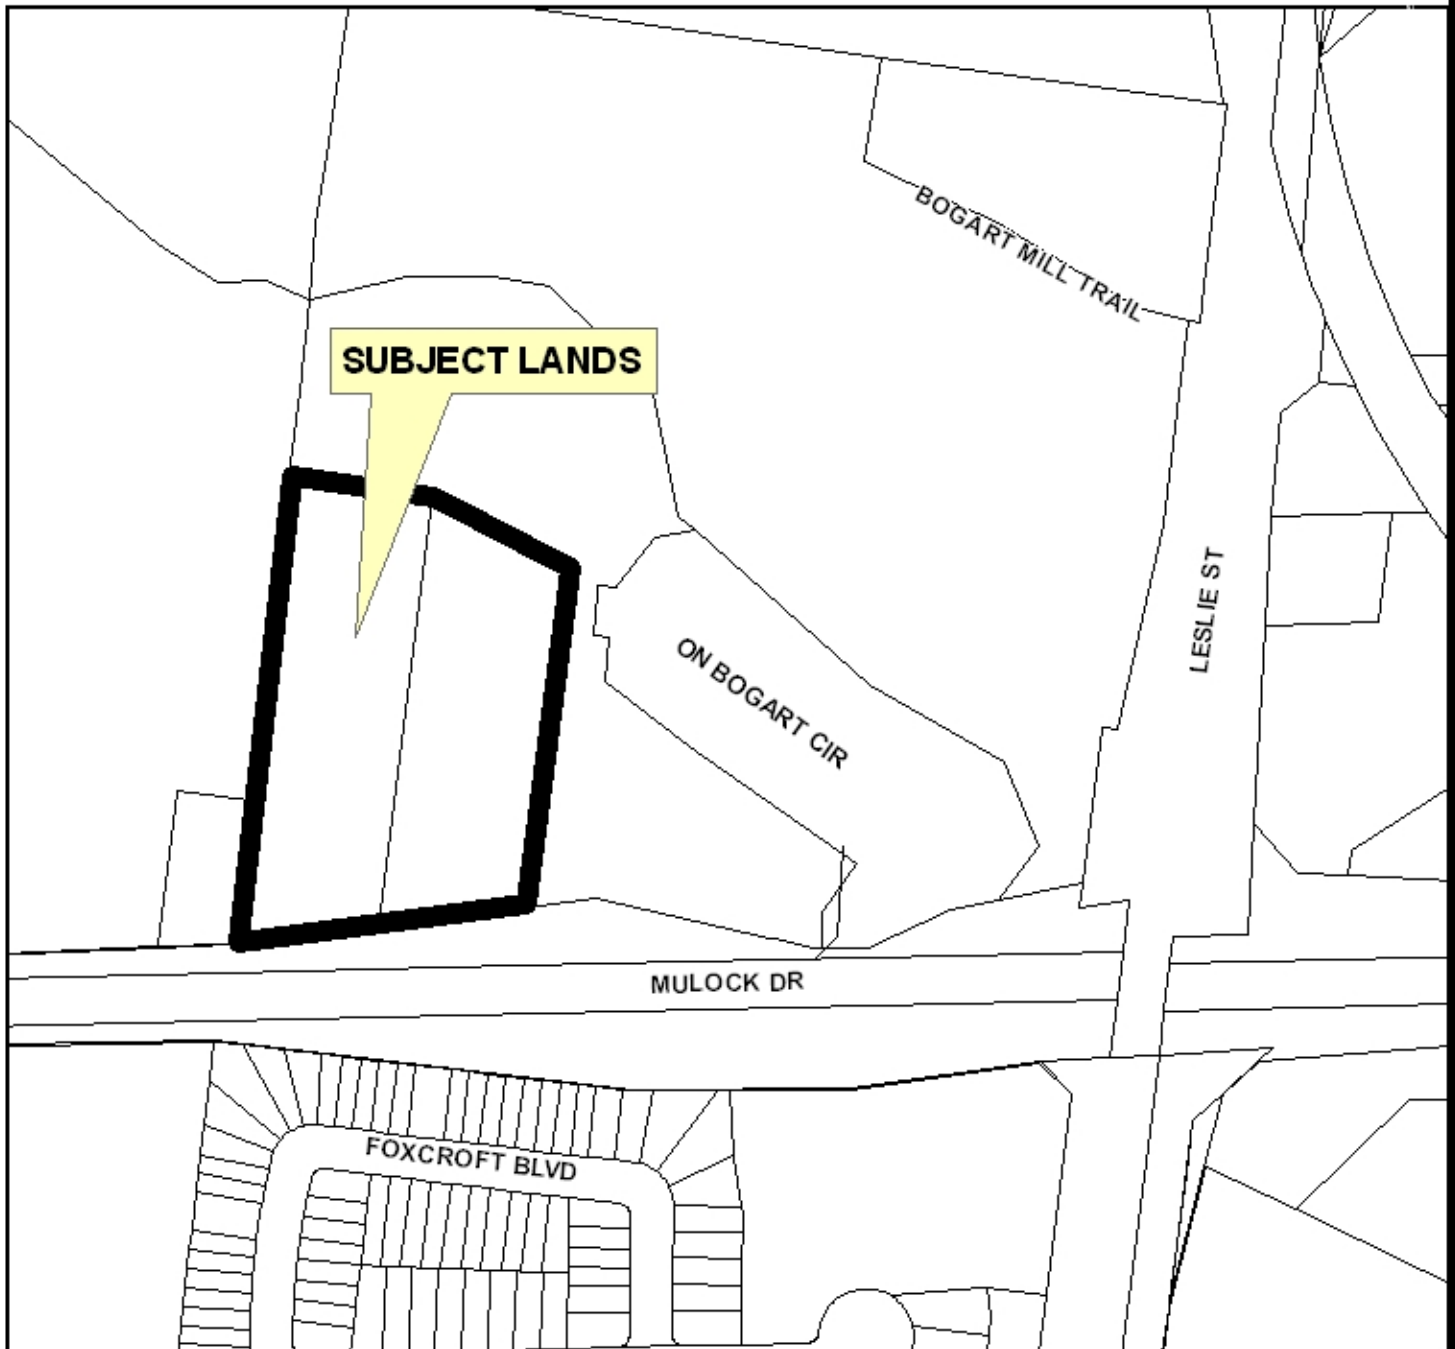 BOGART MILL TRAIL
SUBJECT LANDS
LESLIE ST
ON BOGART CIR
MULOCK DR
FOXCROFT BLVD